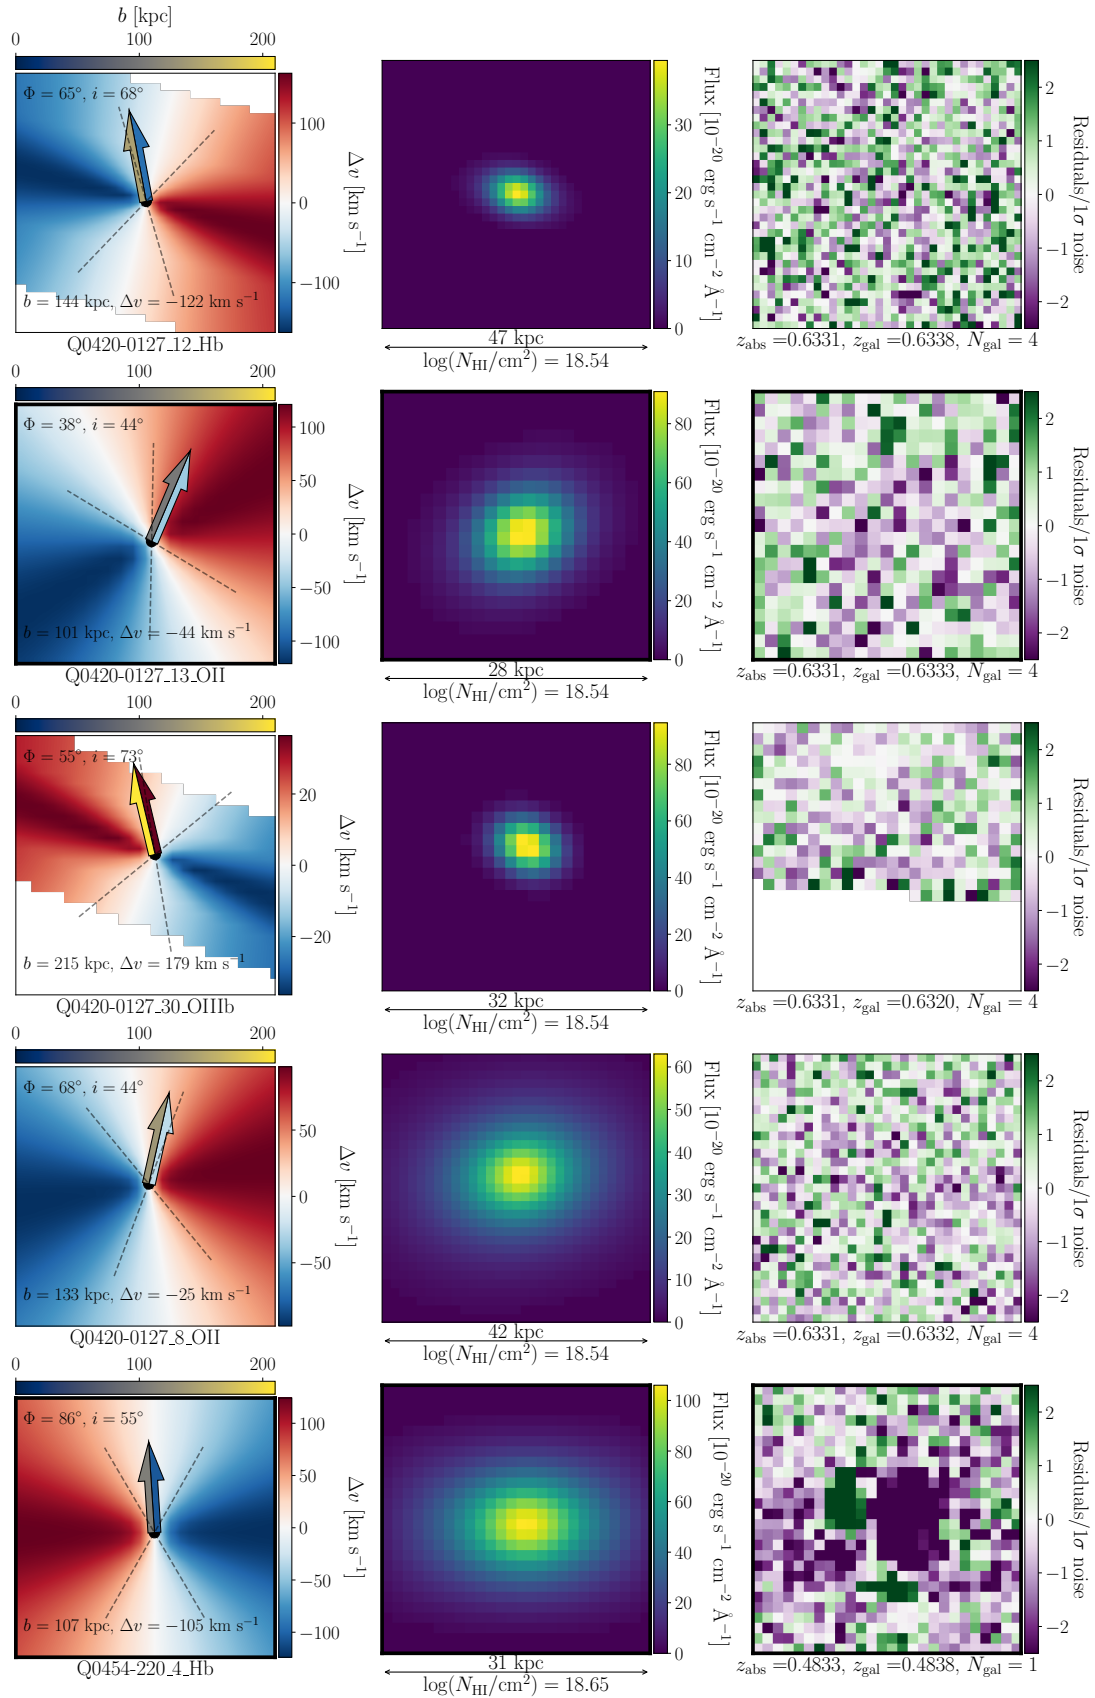 b [kpc]
0 100 200
Φ = 65°, i = 68°
b = 144 kpc, Δv = −122 km s⁻¹
Q0420-0127_12_Hb
100
0
−100
Δv [km s⁻¹]
30
20
10
0
Flux [10⁻²⁰ erg s⁻¹ cm⁻² Å⁻¹]
47 kpc
log(N_HI/cm²) = 18.54
2
1
0
−1
−2
Residuals/1σ noise
z_abs =0.6331, z_gal =0.6338, N_gal = 4
0 100 200
Φ = 38°, i = 44°
b = 101 kpc, Δv = −44 km s⁻¹
Q0420-0127_13_OII
100
50
0
−50
−100
Δv [km s⁻¹]
80
60
40
20
0
Flux [10⁻²⁰ erg s⁻¹ cm⁻² Å⁻¹]
28 kpc
log(N_HI/cm²) = 18.54
2
1
0
−1
−2
Residuals/1σ noise
z_abs =0.6331, z_gal =0.6333, N_gal = 4
0 100 200
Φ = 55°, i = 73°
b = 215 kpc, Δv = 179 km s⁻¹
Q0420-0127_30_OIIIb
20
0
−20
Δv [km s⁻¹]
80
60
40
20
0
Flux [10⁻²⁰ erg s⁻¹ cm⁻² Å⁻¹]
32 kpc
log(N_HI/cm²) = 18.54
2
1
0
−1
−2
Residuals/1σ noise
z_abs =0.6331, z_gal =0.6320, N_gal = 4
0 100 200
Φ = 68°, i = 44°
b = 133 kpc, Δv = −25 km s⁻¹
Q0420-0127_8_OII
50
0
−50
Δv [km s⁻¹]
60
50
40
30
20
10
0
Flux [10⁻²⁰ erg s⁻¹ cm⁻² Å⁻¹]
42 kpc
log(N_HI/cm²) = 18.54
2
1
0
−1
−2
Residuals/1σ noise
z_abs =0.6331, z_gal =0.6332, N_gal = 4
0 100 200
Φ = 86°, i = 55°
b = 107 kpc, Δv = −105 km s⁻¹
Q0454-220_4_Hb
100
50
0
−50
−100
Δv [km s⁻¹]
100
80
60
40
20
0
Flux [10⁻²⁰ erg s⁻¹ cm⁻² Å⁻¹]
31 kpc
log(N_HI/cm²) = 18.65
2
1
0
−1
−2
Residuals/1σ noise
z_abs =0.4833, z_gal =0.4838, N_gal = 1